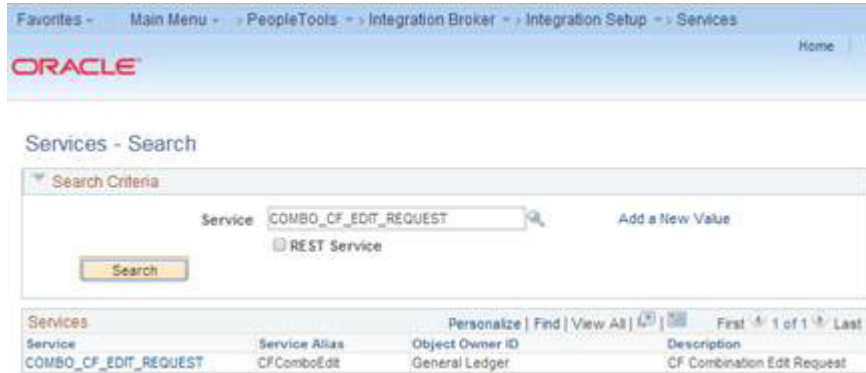 Favorites Main Menu > PeopleTools > Integration Broker > Integration Setup > Services
Home
ORACLE
Services - Search
Search Criteria
Service COMBO_CF_EDIT_REQUEST Add a New Value
REST Service
Search
Services Personalize | Find | View All | | First 1 of 1 Last
Service Service Alias Object Owner ID Description
COMBO_CF_EDIT_REQUEST CFComboEdit General Ledger CF Combination Edit Request